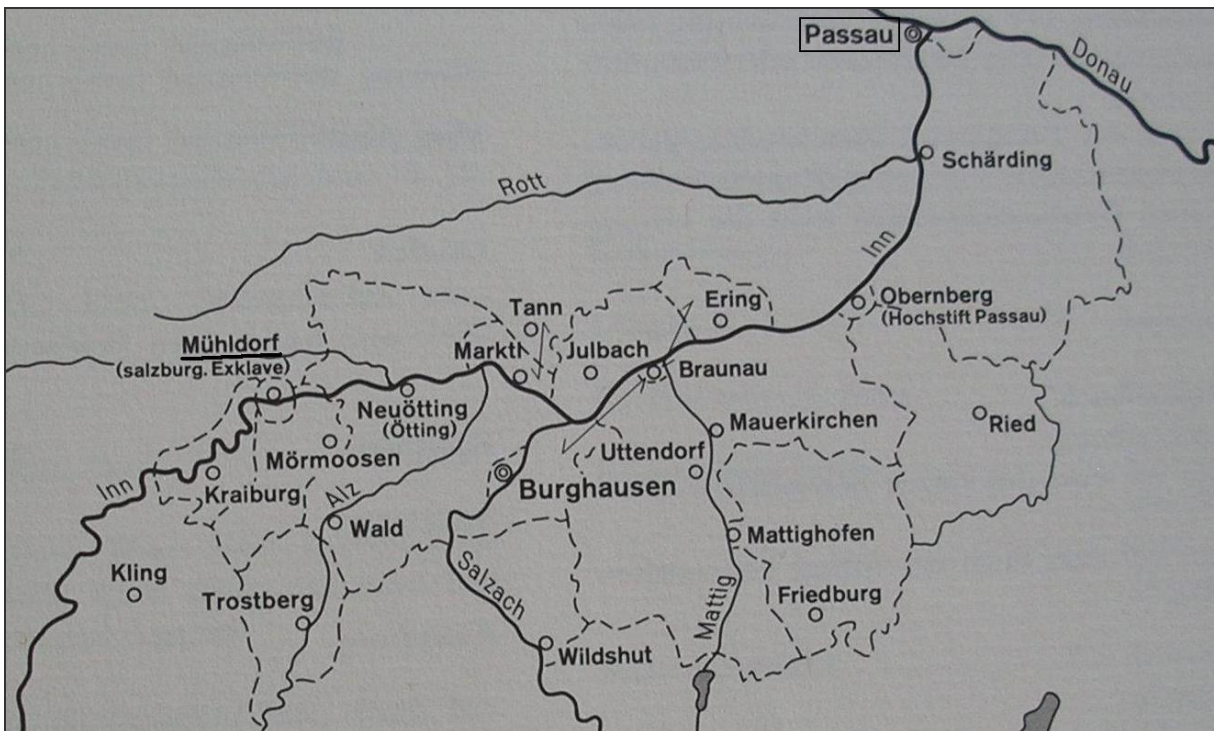 Passau
Donau
Schärding
Rott
Inn
Tann
Ering
Obernberg
(Hochstift Passau)
Mühldorf
(salzburg. Exklave)
Marktl
Julbach
Braunau
Neuötting
(Ötting)
Mauerkirchen
Ried
Mörmoosen
Uttendorf
Inn
Kraiburg
Alz
Burghausen
Wald
Mattighofen
Kling
Salzach
Trostberg
Mattig
Friedburg
Wildshut